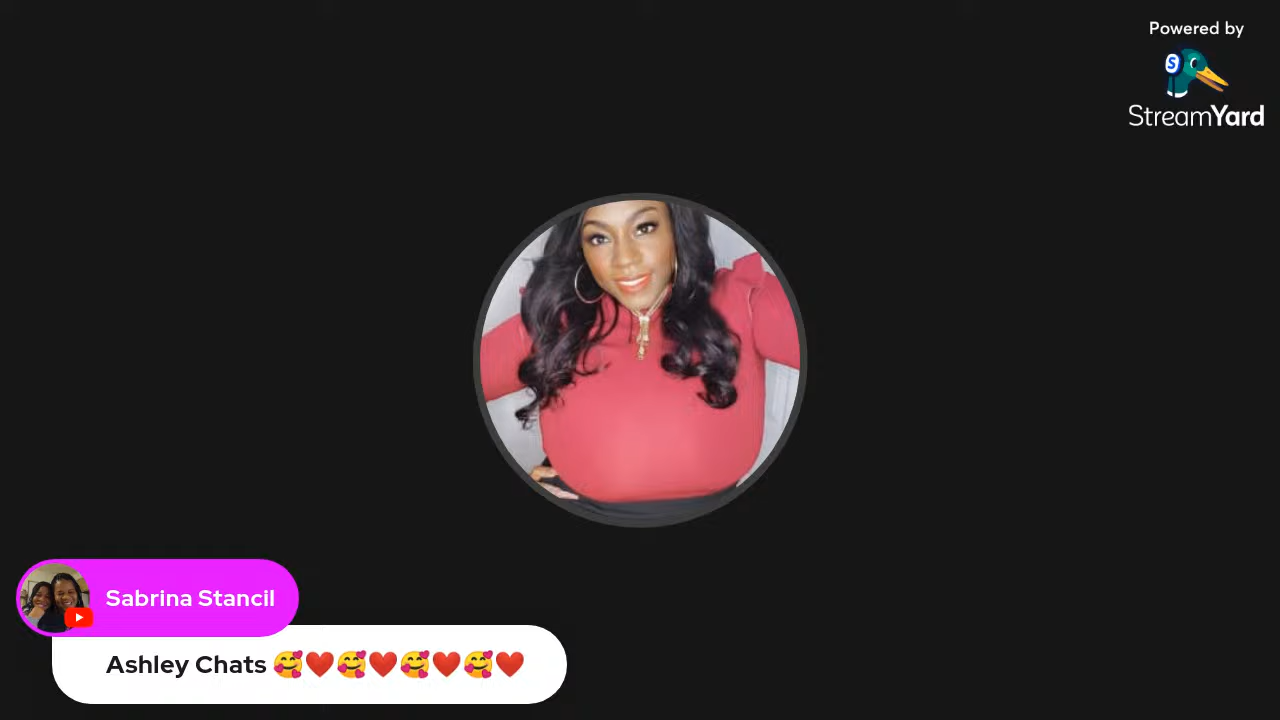 Powered by
S
StreamYard
Sabrina Stancil
Ashley Chats 🥰❤️🥰❤️🥰❤️🥰❤️